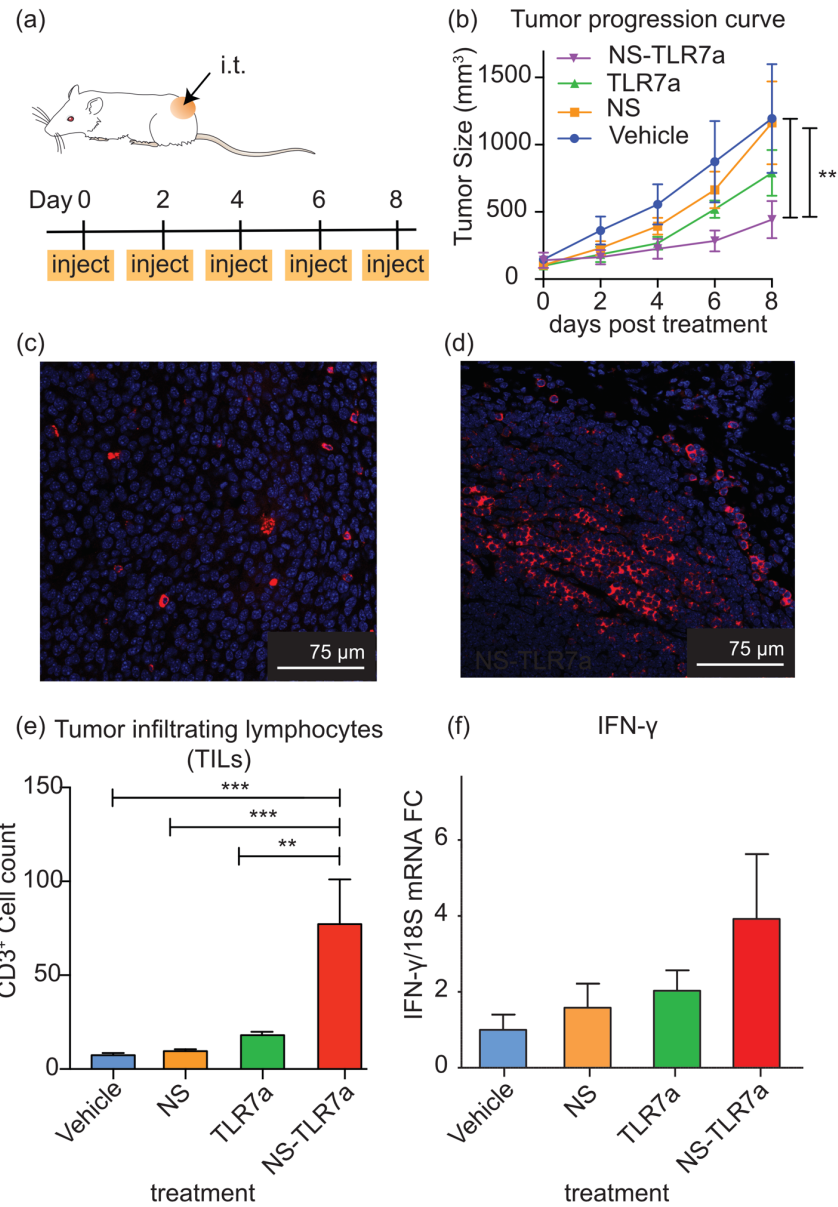 (a)
i.t.
Day 0 2 4 6 8
inject inject inject inject inject
(b) Tumor progression curve
NS-TLR7a
TLR7a
NS
Vehicle
Tumor Size (mm³)
1500
1000
500
0
0 2 4 6 8
days post treatment
**
(c)
75 µm
(d)
NS-TLR7a
75 µm
(e) Tumor infiltrating lymphocytes
(TILs)
CD3⁺ Cell count
150
100
50
0
***
***
**
Vehicle NS TLR7a NS-TLR7a
treatment
(f) IFN-γ
IFN-γ/18S mRNA FC
6
4
2
0
Vehicle NS TLR7a NS-TLR7a
treatment